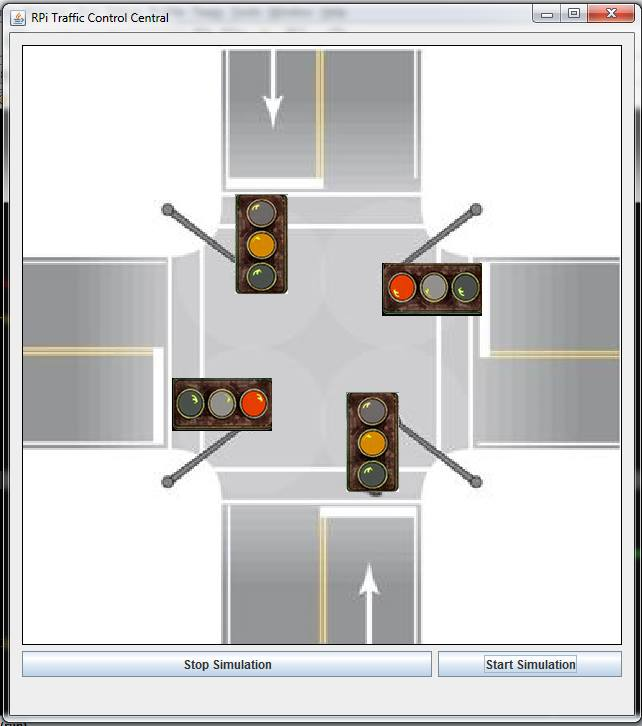 RPi Traffic Control Central
Stop Simulation
Start Simulation